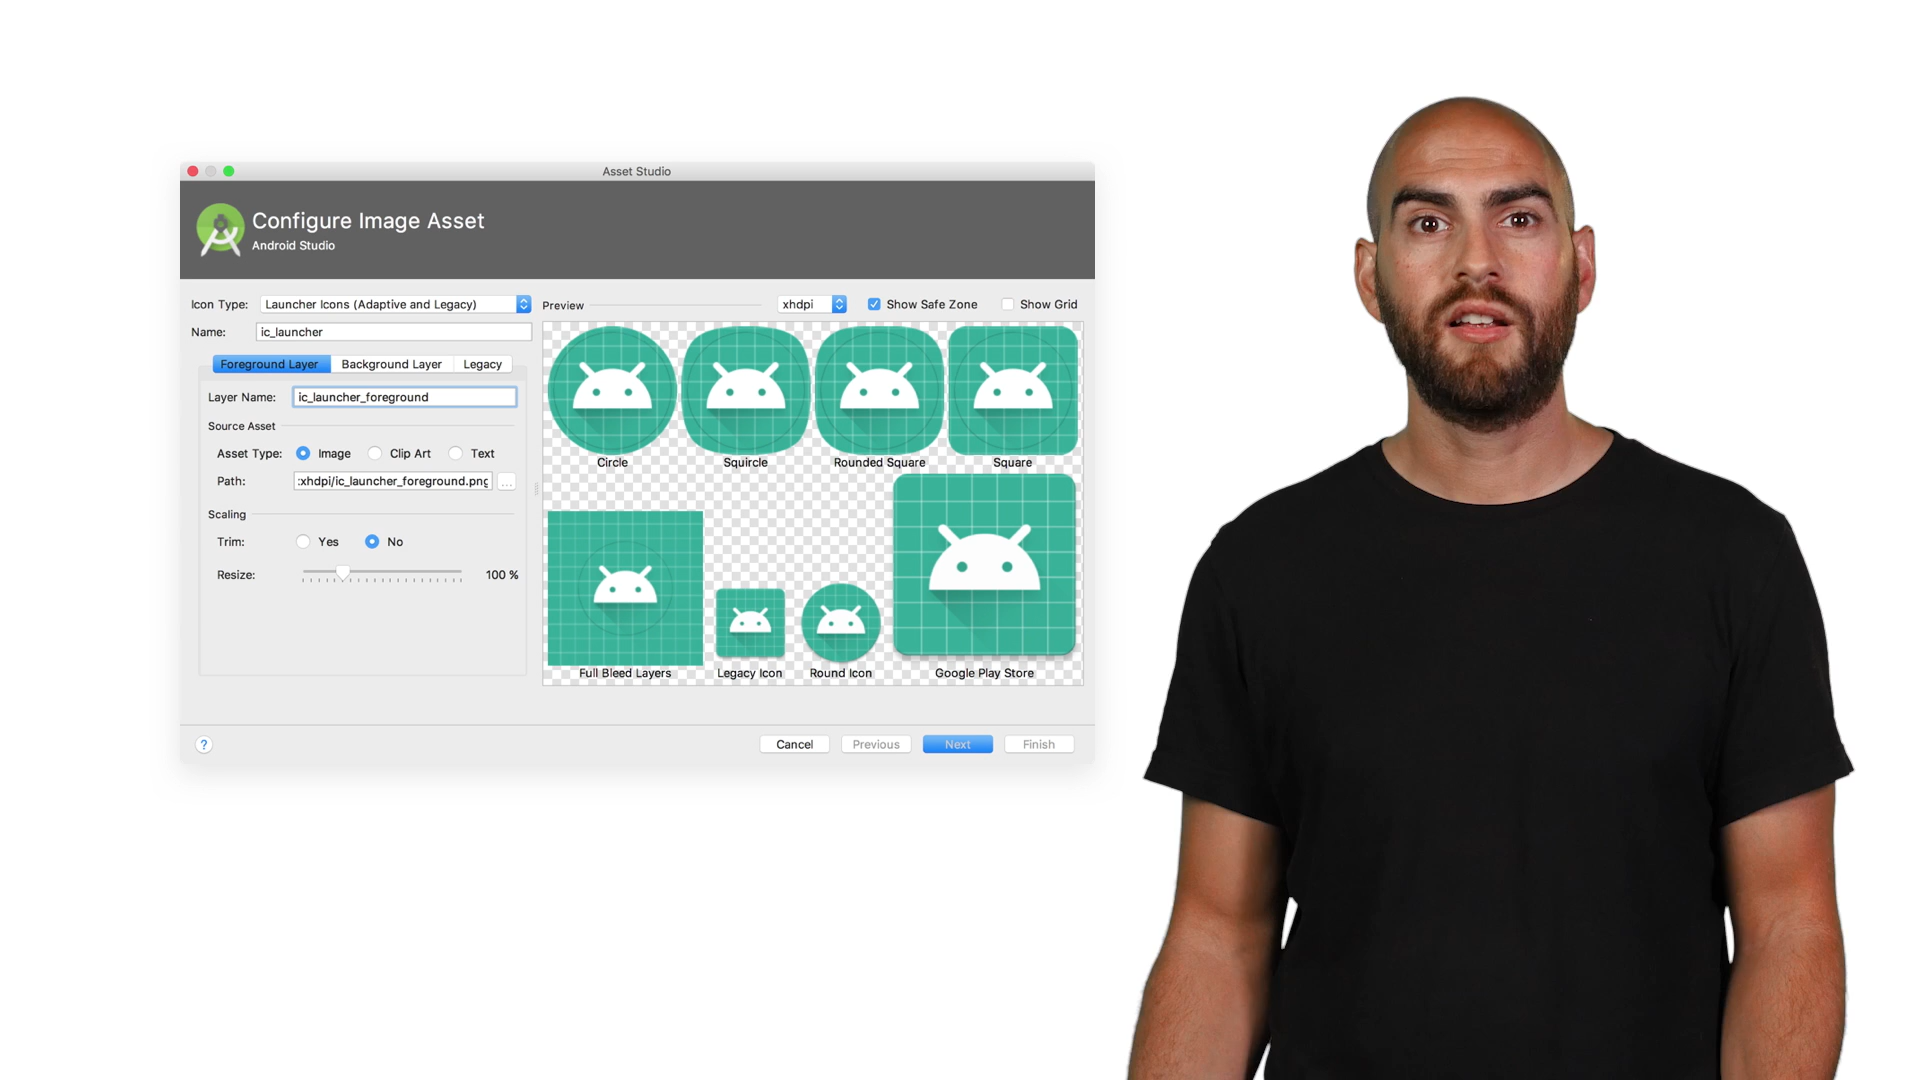 Asset Studio
Configure Image Asset
Android Studio
Icon Type: Launcher Icons (Adaptive and Legacy)
Name: ic_launcher
Foreground Layer Background Layer Legacy
Layer Name: ic_launcher_foreground
Source Asset
Asset Type: Image Clip Art Text
Path: :xhdpi/ic_launcher_foreground.png ...
Scaling
Trim: Yes No
Resize: 100 %
Preview xhdpi Show Safe Zone Show Grid
Circle Squircle Rounded Square Square
Full Bleed Layers Legacy Icon Round Icon Google Play Store
? Cancel Previous Next Finish